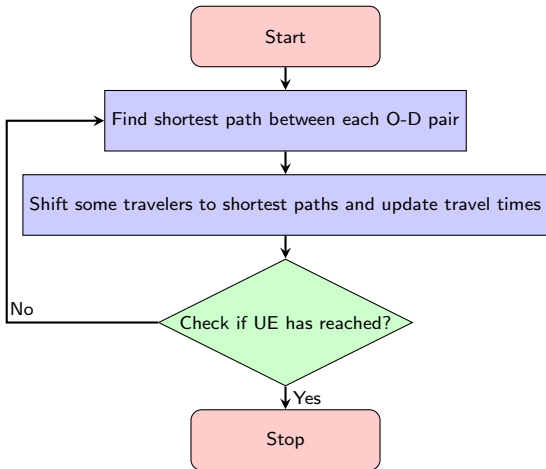 Start
Find shortest path between each O-D pair
Shift some travelers to shortest paths and update travel times
No
Check if UE has reached?
Yes
Stop